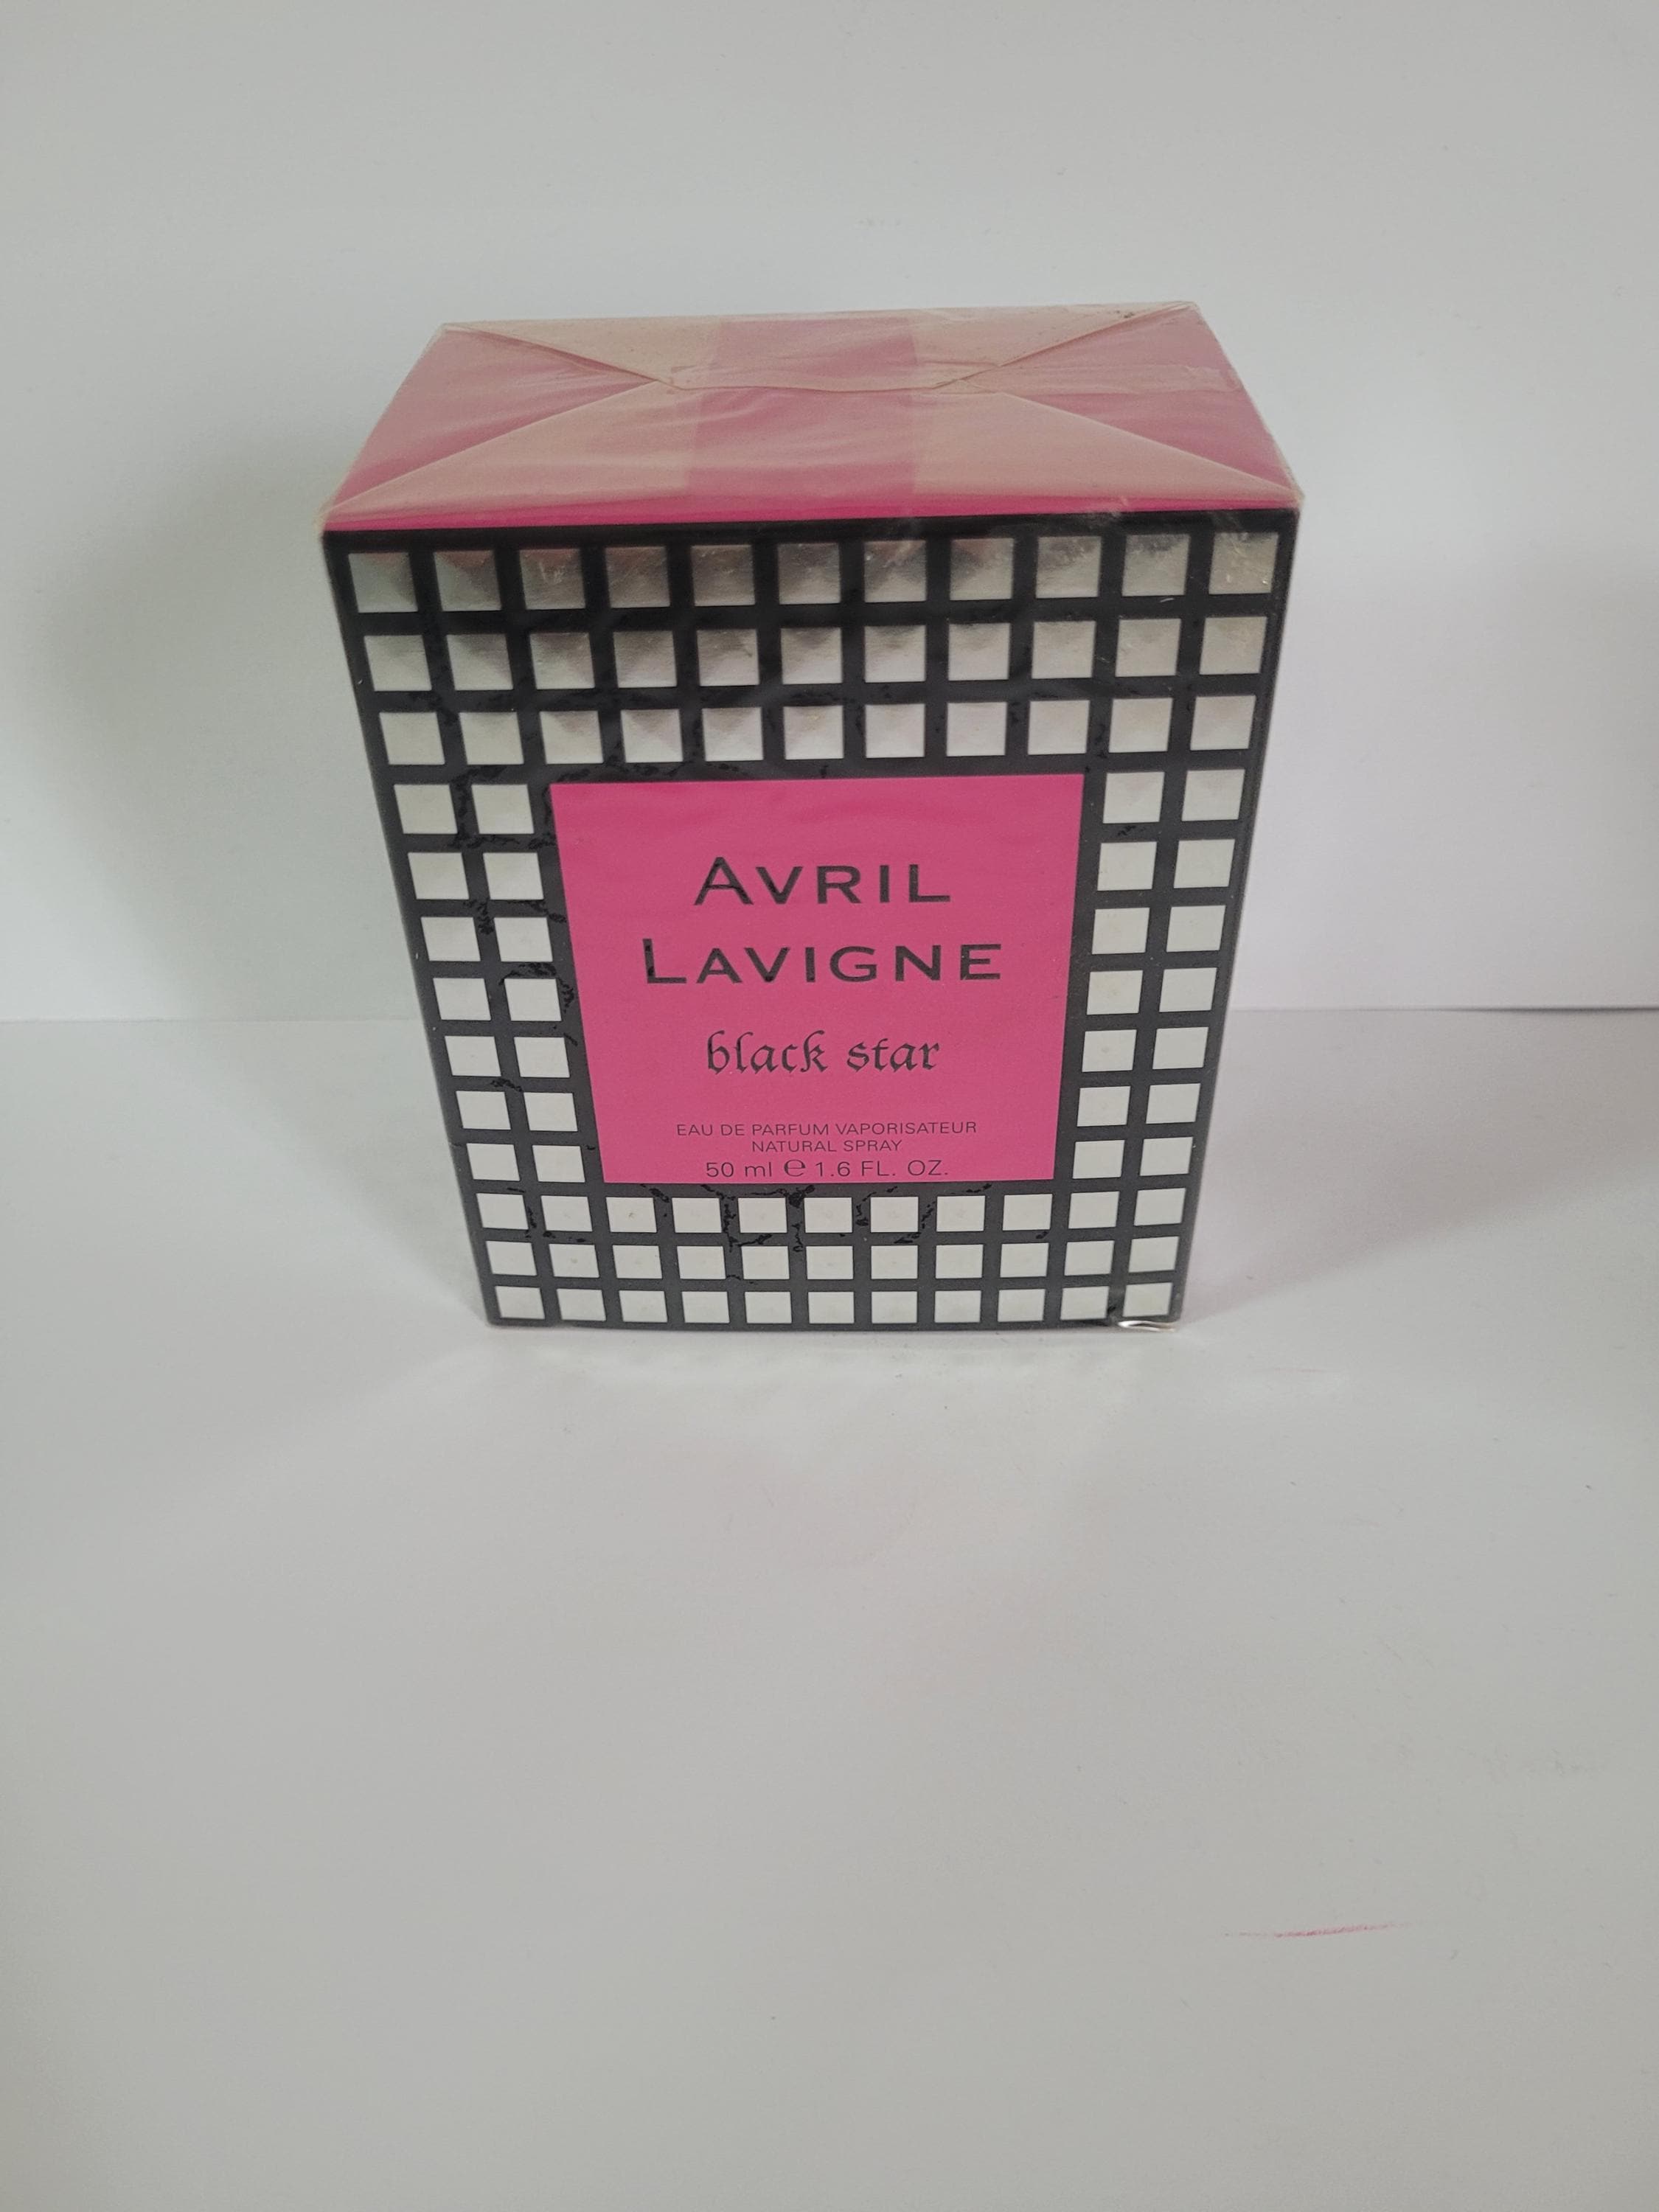 AVRIL
LAVIGNE
black star
EAU DE PARFUM VAPORISATEUR
NATURAL SPRAY
50 ml ℮ 1.6 FL. OZ.